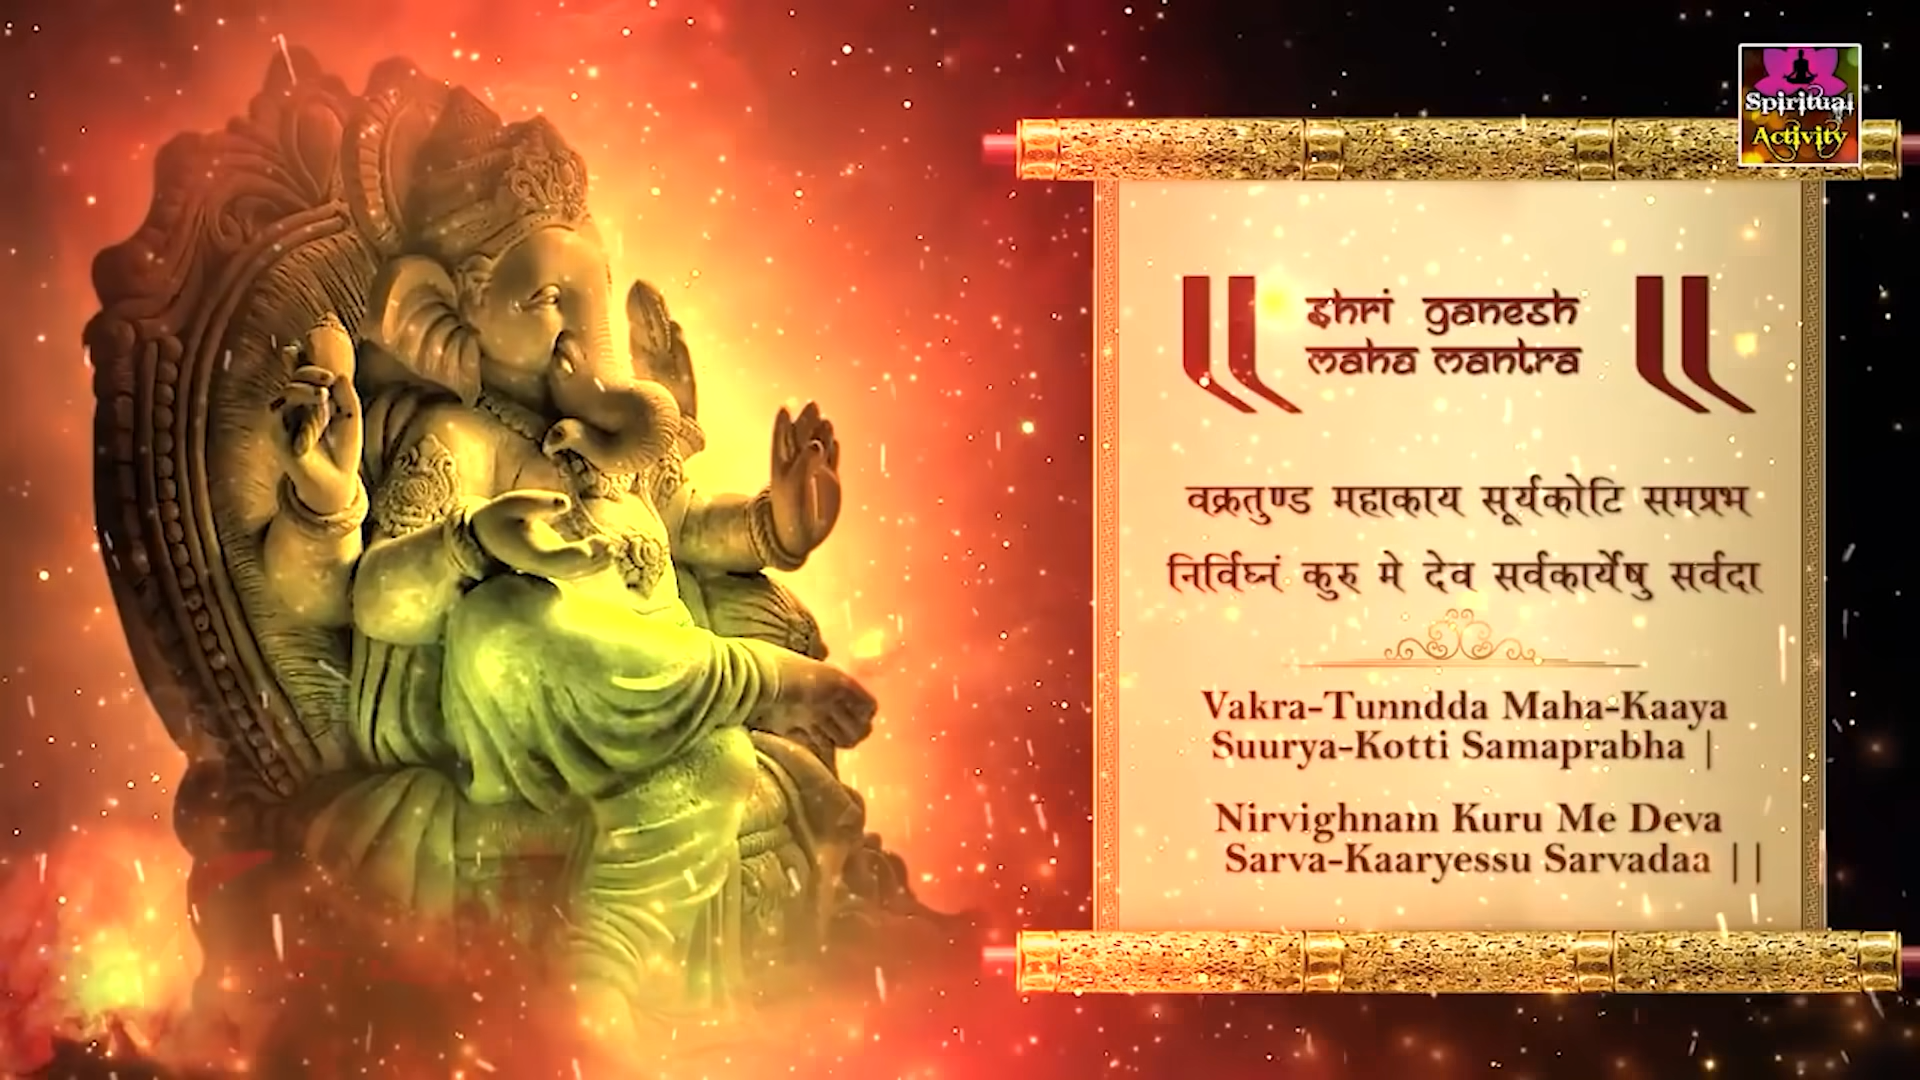 Spiritual
Activity
Shri Ganesh
Maha Mantra
वक्रतुण्ड महाकाय सूर्यकोटि समप्रभ
निर्विघ्नं कुरु मे देव सर्वकार्येषु सर्वदा
Vakra-Tunndda Maha-Kaaya
Suurya-Kotti Samaprabha |
Nirvighnam Kuru Me Deva
Sarva-Kaaryessu Sarvadaa ||